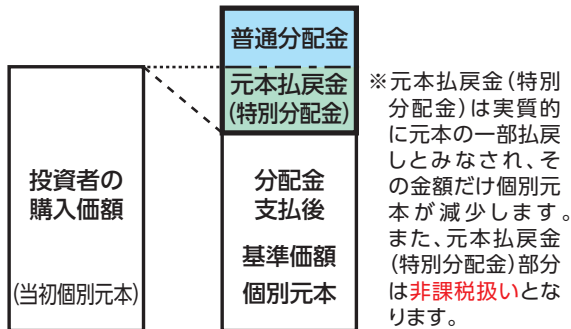 普通分配金
元本払戻金
(特別分配金)
投資者の
購入価額
(当初個別元本)
分配金
支払後
基準価額
個別元本
※元本払戻金(特別
分配金)は実質的
に元本の一部払戻
しとみなされ、そ
の金額だけ個別元
本が減少します。
また、元本払戻金
(特別分配金)部分
は非課税扱いとな
ります。